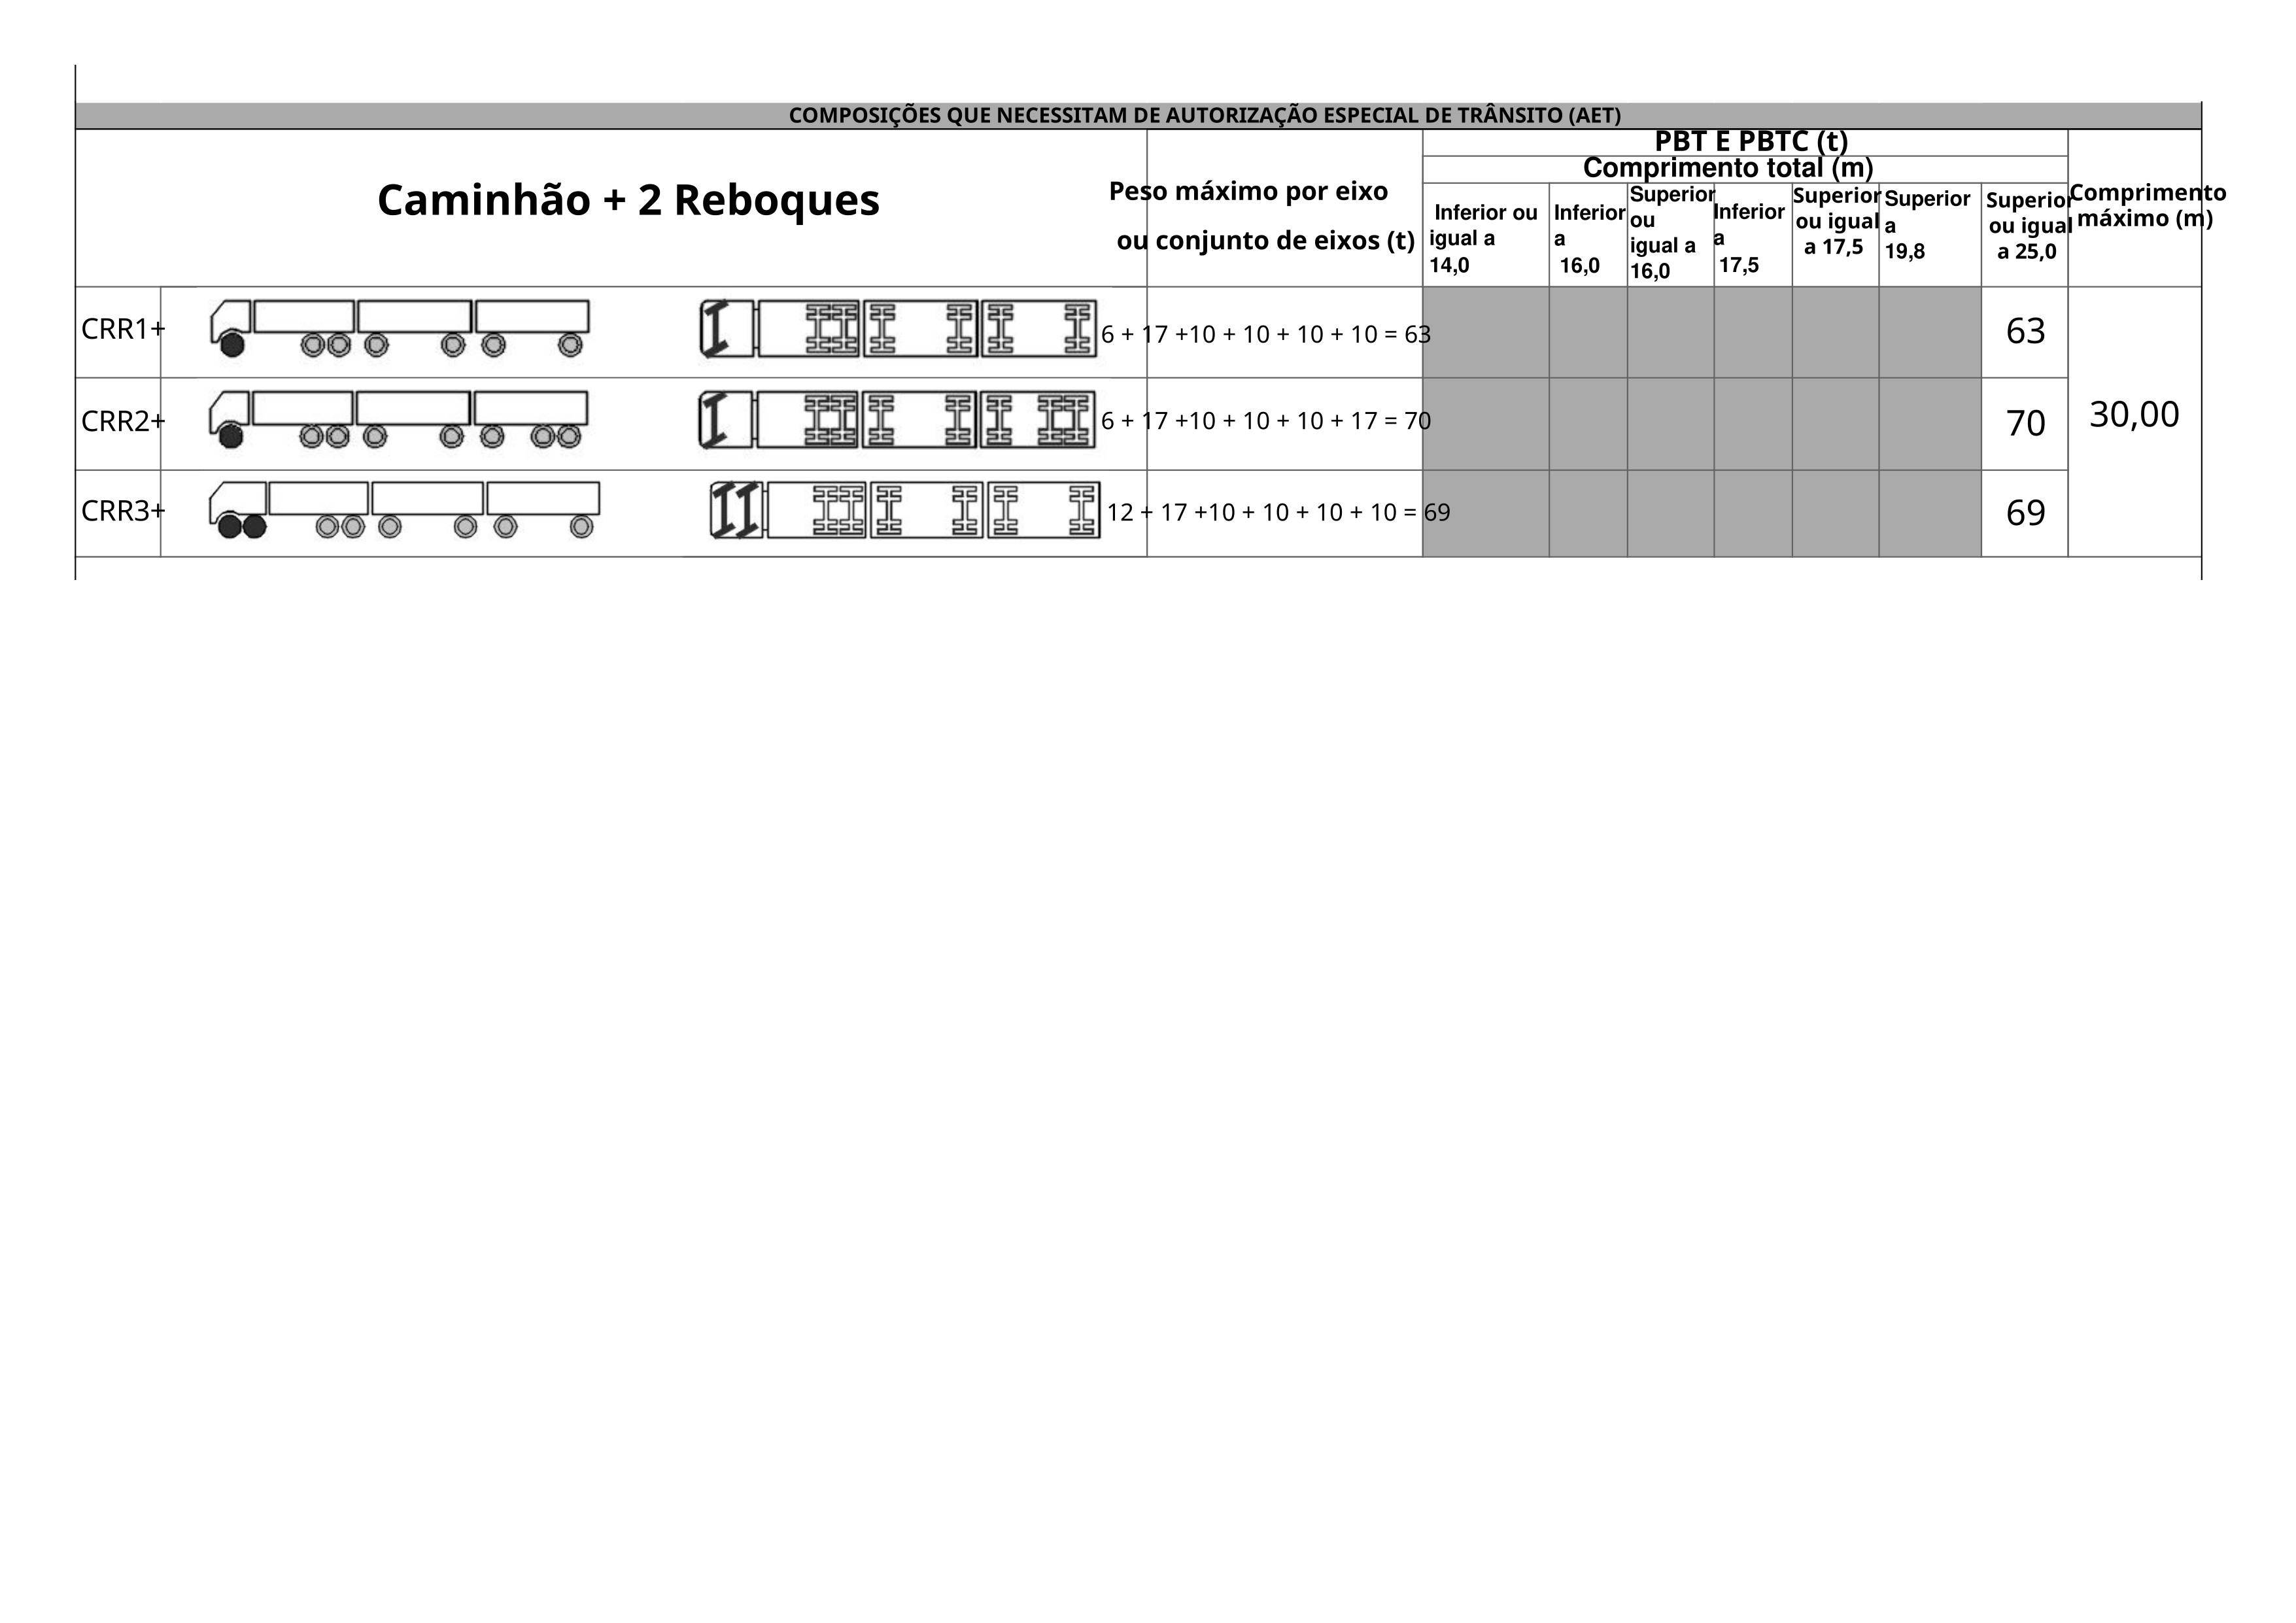 COMPOSIÇÕES QUE NECESSITAM DE AUTORIZAÇÃO ESPECIAL DE TRÂNSITO (AET)
Caminhão + 2 Reboques
Peso máximo por eixo
ou conjunto de eixos (t)
PBT E PBTC (t)
Comprimento total (m)
Inferior ou
igual a
14,0
Inferior
a
16,0
Superior
ou
igual a
16,0
Inferior
a
17,5
Superior
ou igual
a 17,5
Superior
a
19,8
Superior
ou igual
a 25,0
Comprimento
máximo (m)
CRR1+
6 + 17 +10 + 10 + 10 + 10 = 63
63
CRR2+
6 + 17 +10 + 10 + 10 + 17 = 70
70
30,00
CRR3+
12 + 17 +10 + 10 + 10 + 10 = 69
69